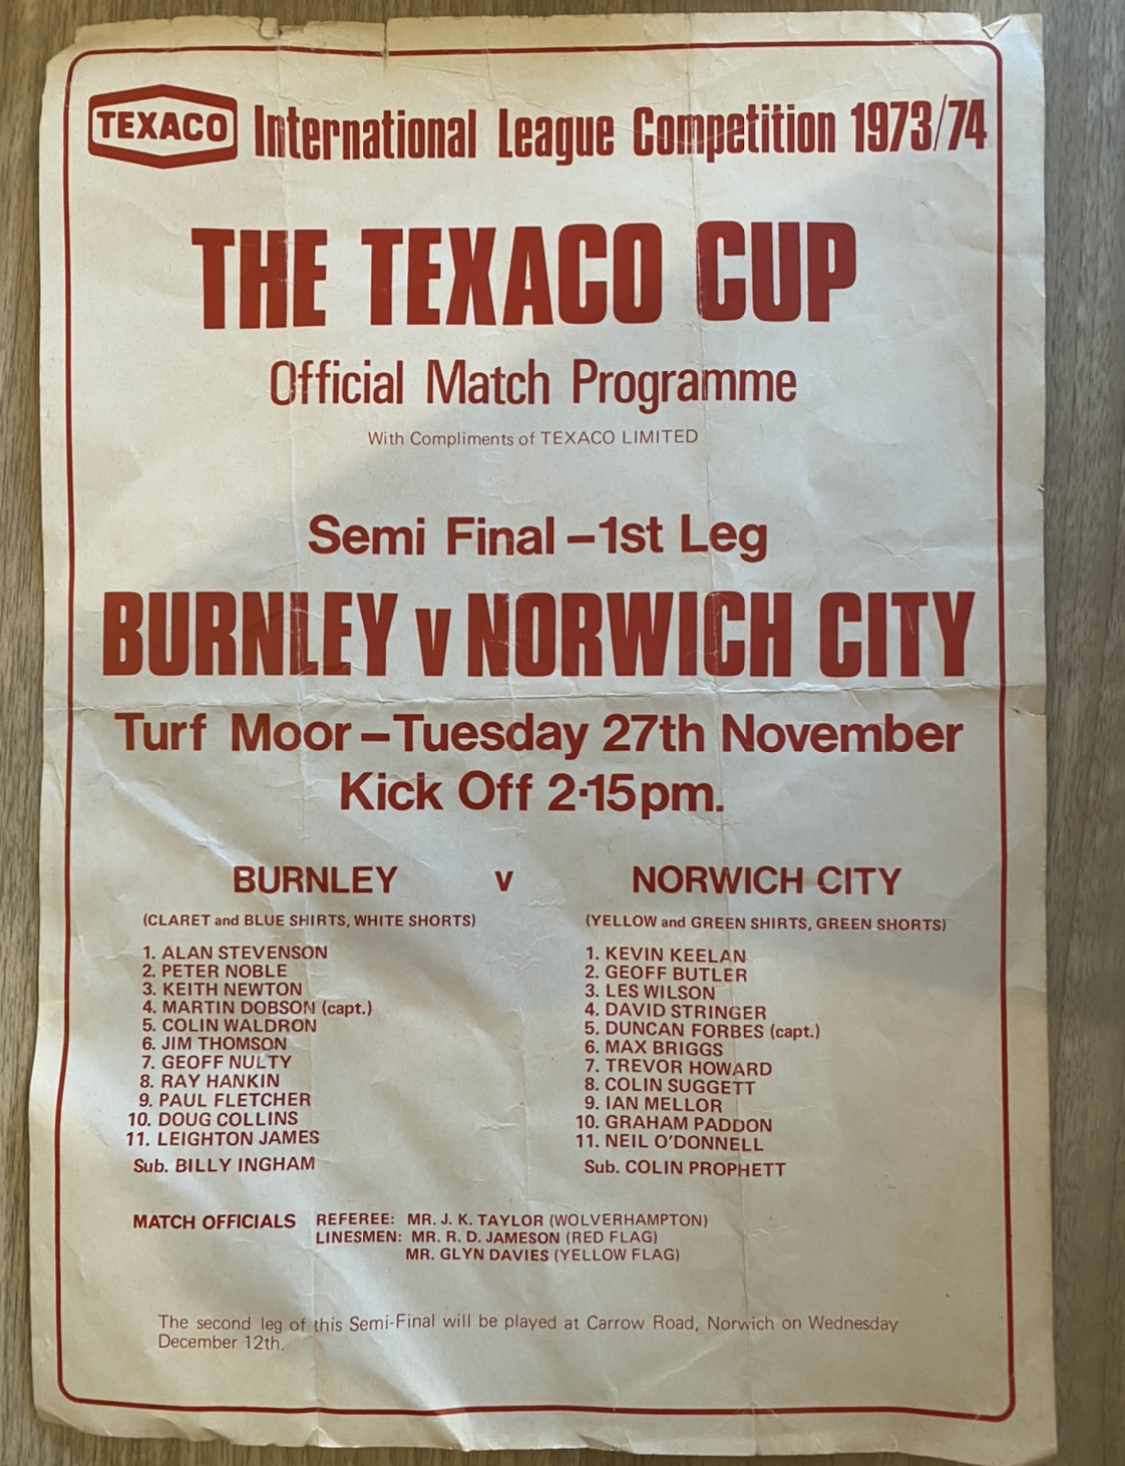 TEXACO International League Competition 1973/74
THE TEXACO CUP
Official Match Programme
With Compliments of TEXACO LIMITED
Semi Final – 1st Leg
BURNLEY v NORWICH CITY
Turf Moor – Tuesday 27th November
Kick Off 2·15pm.
BURNLEY v NORWICH CITY
(CLARET and BLUE SHIRTS, WHITE SHORTS)
1. ALAN STEVENSON
2. PETER NOBLE
3. KEITH NEWTON
4. MARTIN DOBSON (capt.)
5. COLIN WALDRON
6. JIM THOMSON
7. GEOFF NULTY
8. RAY HANKIN
9. PAUL FLETCHER
10. DOUG COLLINS
11. LEIGHTON JAMES
Sub. BILLY INGHAM
(YELLOW and GREEN SHIRTS, GREEN SHORTS)
1. KEVIN KEELAN
2. GEOFF BUTLER
3. LES WILSON
4. DAVID STRINGER
5. DUNCAN FORBES (capt.)
6. MAX BRIGGS
7. TREVOR HOWARD
8. COLIN SUGGETT
9. IAN MELLOR
10. GRAHAM PADDON
11. NEIL O'DONNELL
Sub. COLIN PROPHETT
MATCH OFFICIALS REFEREE: MR. J. K. TAYLOR (WOLVERHAMPTON)
LINESMEN: MR. R. D. JAMESON (RED FLAG)
MR. GLYN DAVIES (YELLOW FLAG)
The second leg of this Semi-Final will be played at Carrow Road, Norwich on Wednesday
December 12th.